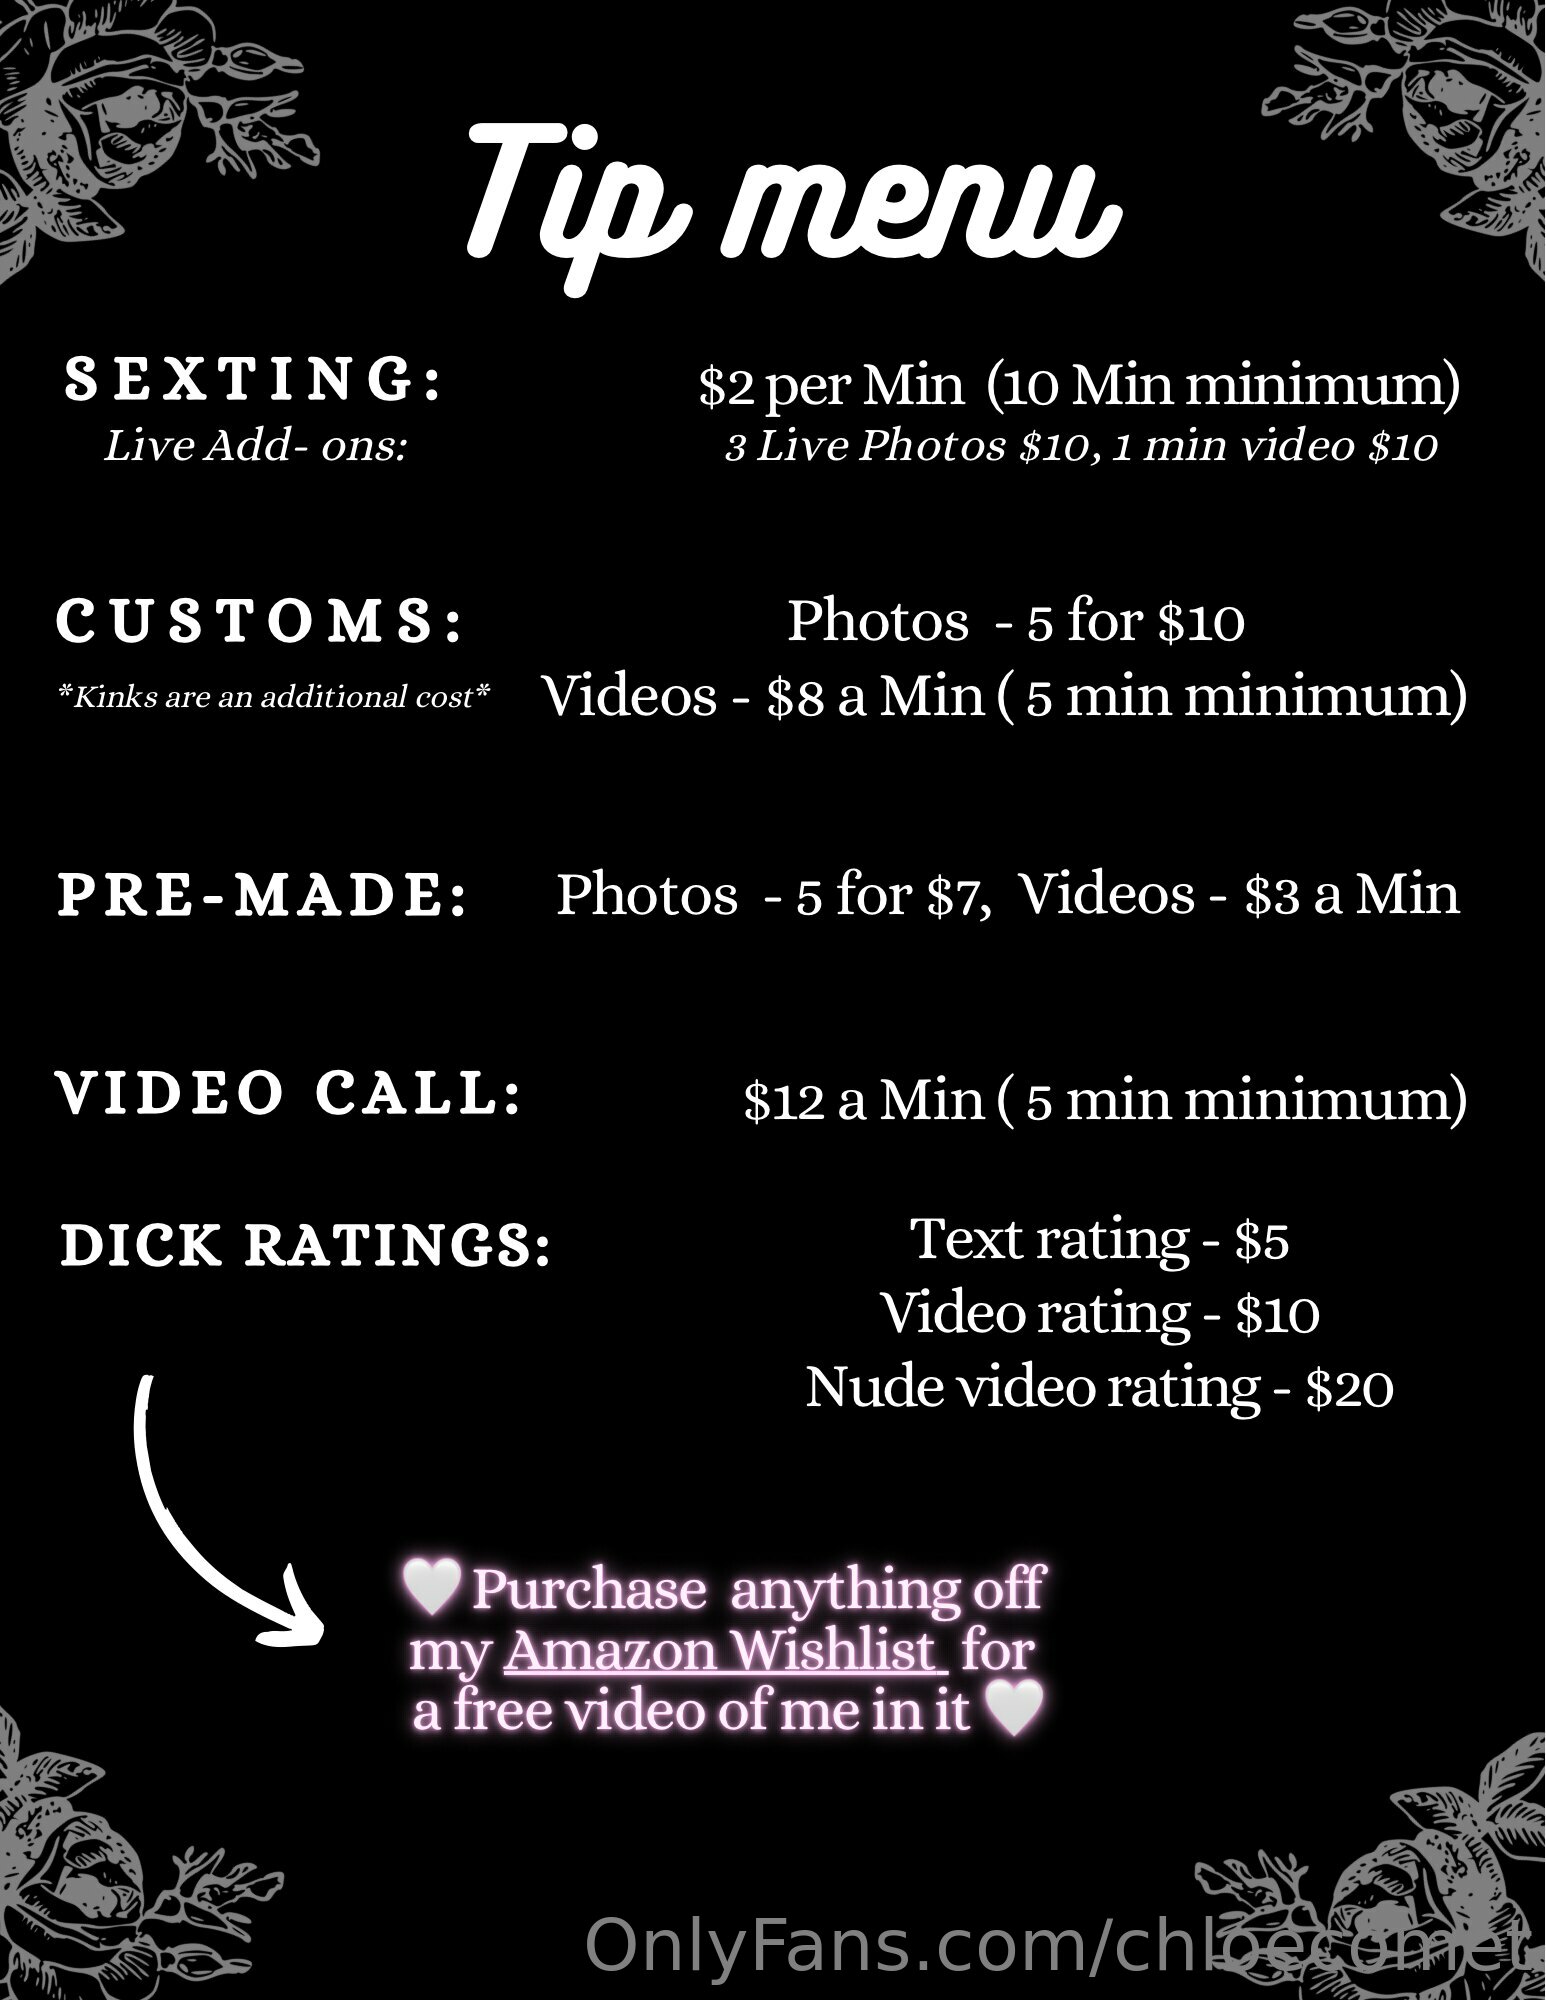 Tip menu
SEXTING: $2 per Min (10 Min minimum)
Live Add- ons: 3 Live Photos $10, 1 min video $10
CUSTOMS: Photos - 5 for $10
*Kinks are an additional cost* Videos - $8 a Min ( 5 min minimum)
PRE-MADE: Photos - 5 for $7, Videos - $3 a Min
VIDEO CALL: $12 a Min ( 5 min minimum)
DICK RATINGS: Text rating - $5
Video rating - $10
Nude video rating - $20
🤍Purchase anything off
my Amazon Wishlist for
a free video of me in it🤍
OnlyFans.com/chloecomet